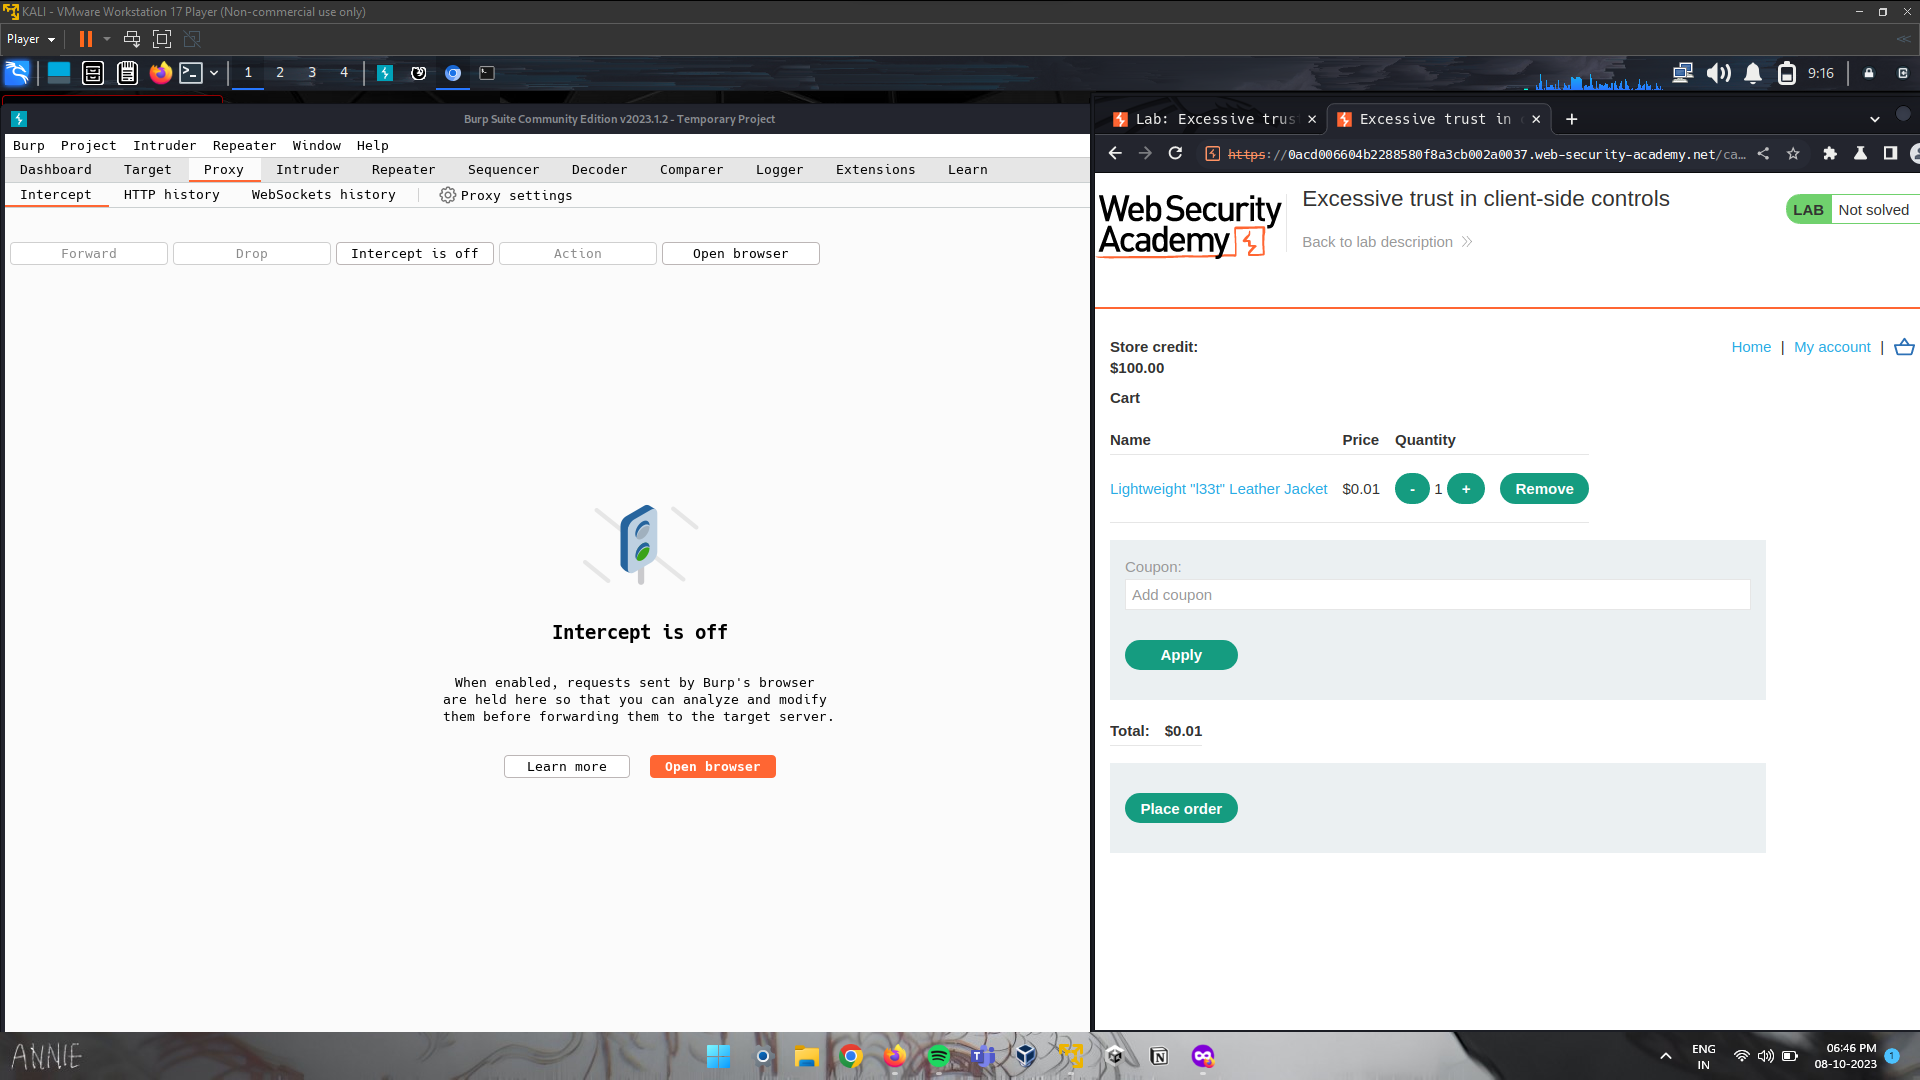 KALI - VMware Workstation 17 Player (Non-commercial use only)
Player
1 2 3 4
9:16
Burp Suite Community Edition v2023.1.2 - Temporary Project
Burp Project Intruder Repeater Window Help
Dashboard Target Proxy Intruder Repeater Sequencer Decoder Comparer Logger Extensions Learn
Intercept HTTP history WebSockets history Proxy settings
Forward Drop Intercept is off Action Open browser
Intercept is off
When enabled, requests sent by Burp's browser
are held here so that you can analyze and modify
them before forwarding them to the target server.
Learn more Open browser
Lab: Excessive trus Excessive trust in
https://0acd006604b2288580f8a3cb002a0037.web-security-academy.net/ca…
WebSecurity
Academy
Excessive trust in client-side controls
Back to lab description
LAB Not solved
Store credit:
$100.00
Home | My account |
Cart
Name Price Quantity
Lightweight "l33t" Leather Jacket $0.01 - 1 + Remove
Coupon:
Add coupon
Apply
Total: $0.01
Place order
ANNIE
ENG
IN
06:46 PM
08-10-2023
1